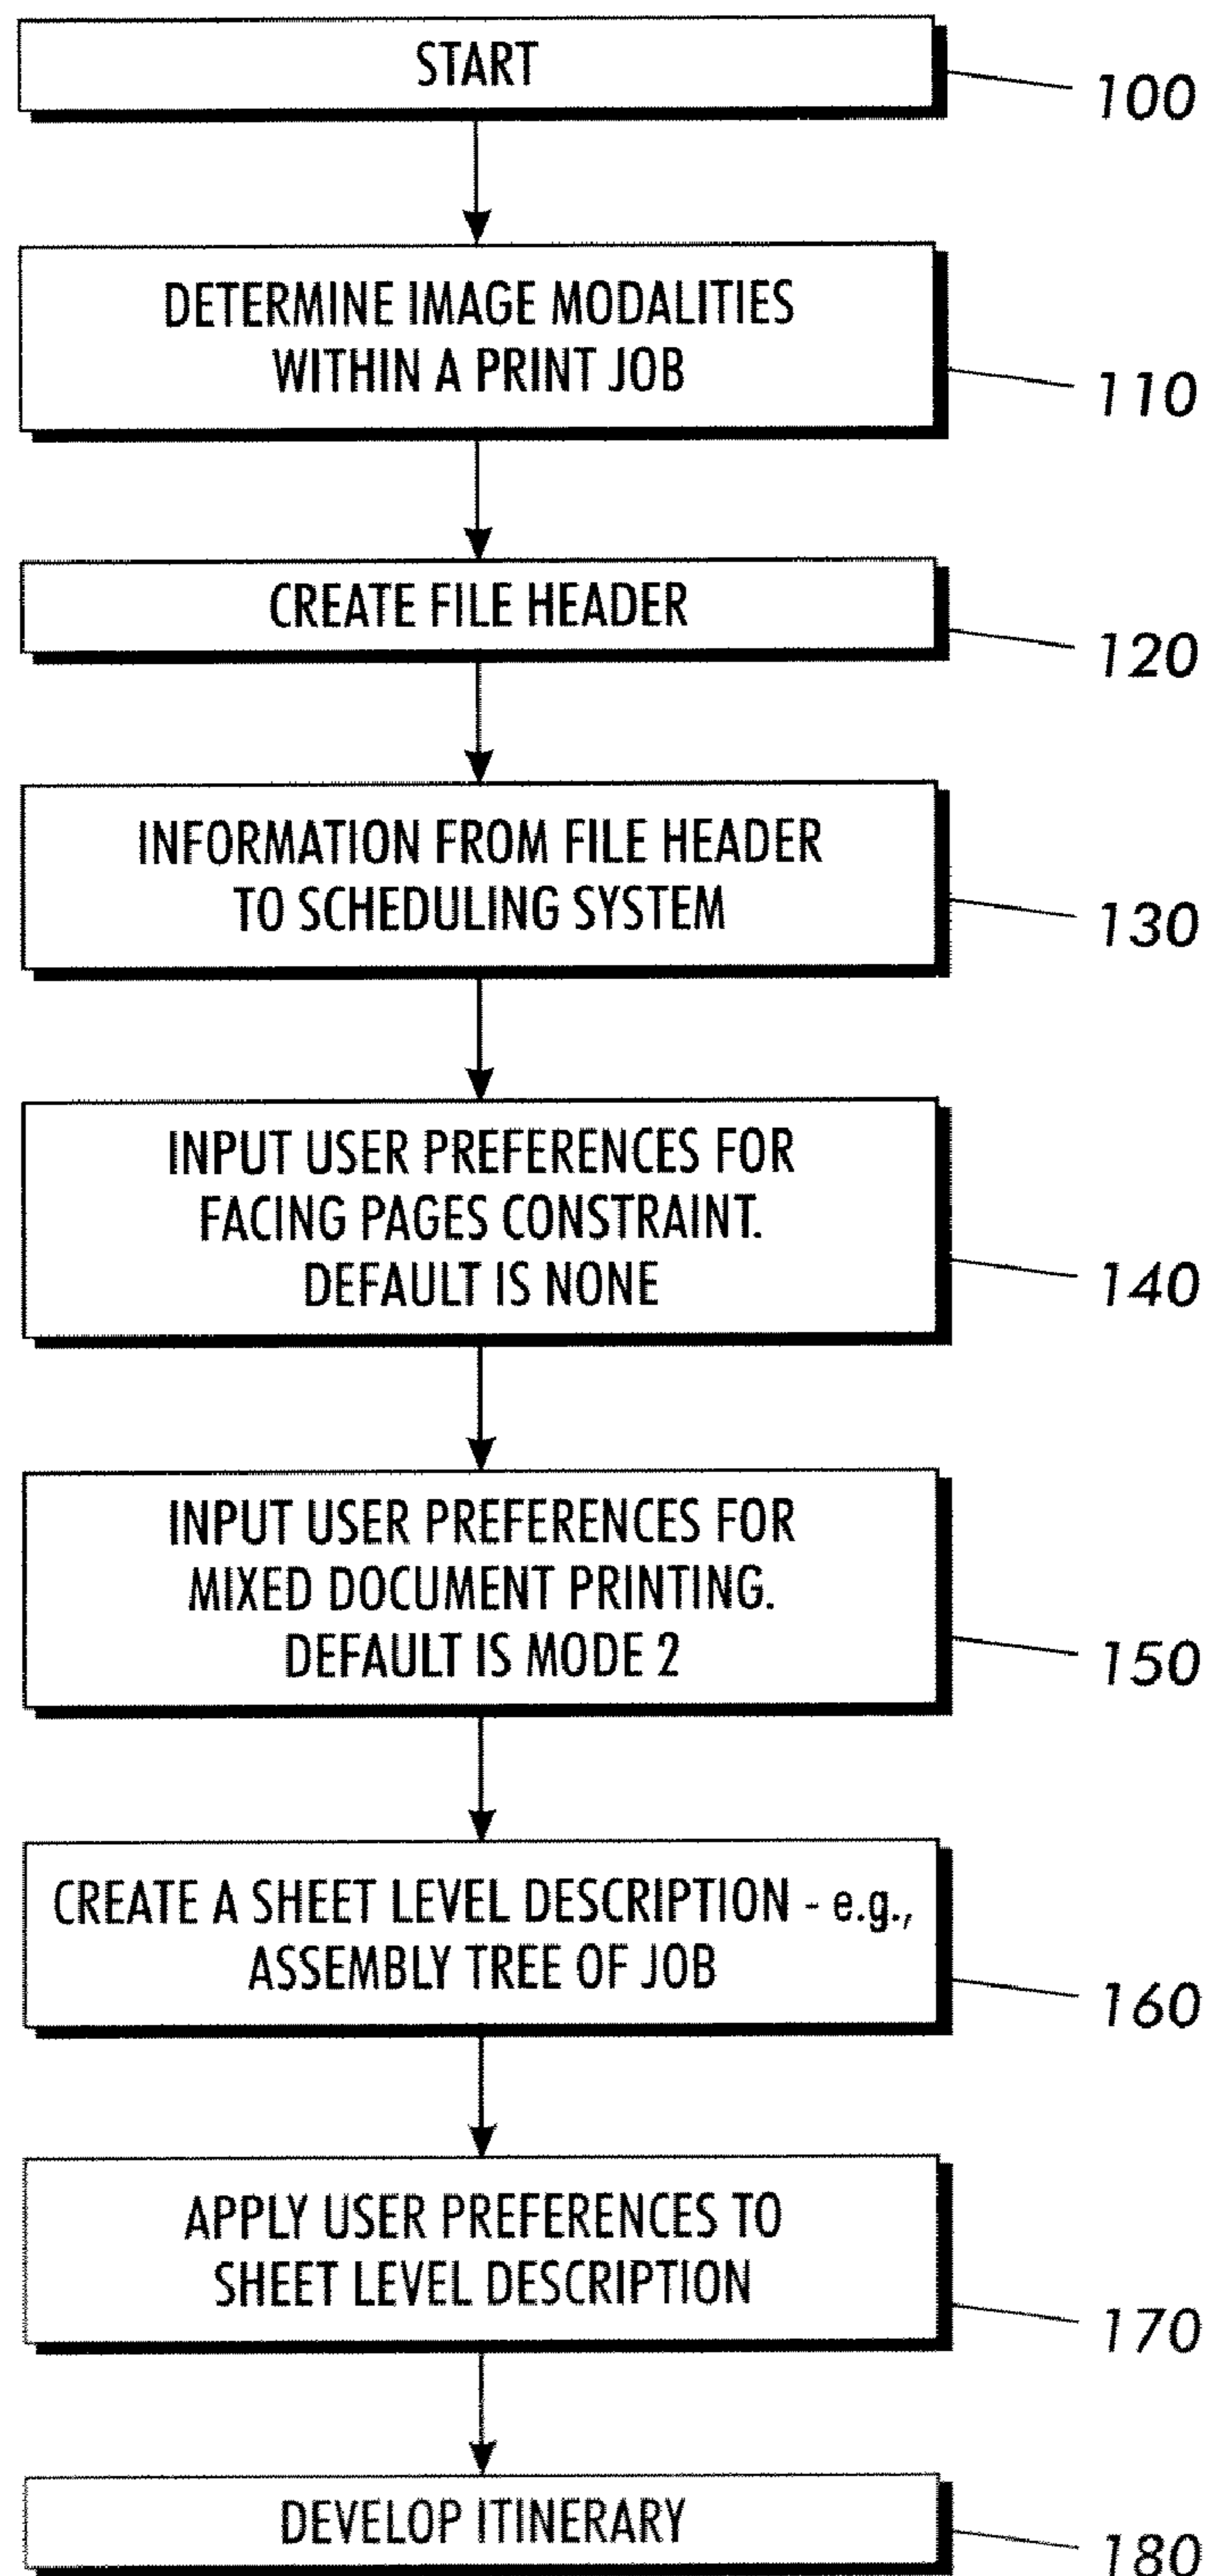 START
100
DETERMINE IMAGE MODALITIES
WITHIN A PRINT JOB
110
CREATE FILE HEADER
120
INFORMATION FROM FILE HEADER
TO SCHEDULING SYSTEM
130
INPUT USER PREFERENCES FOR
FACING PAGES CONSTRAINT.
DEFAULT IS NONE
140
INPUT USER PREFERENCES FOR
MIXED DOCUMENT PRINTING.
DEFAULT IS MODE 2
150
CREATE A SHEET LEVEL DESCRIPTION - e.g.,
ASSEMBLY TREE OF JOB
160
APPLY USER PREFERENCES TO
SHEET LEVEL DESCRIPTION
170
DEVELOP ITINERARY
180